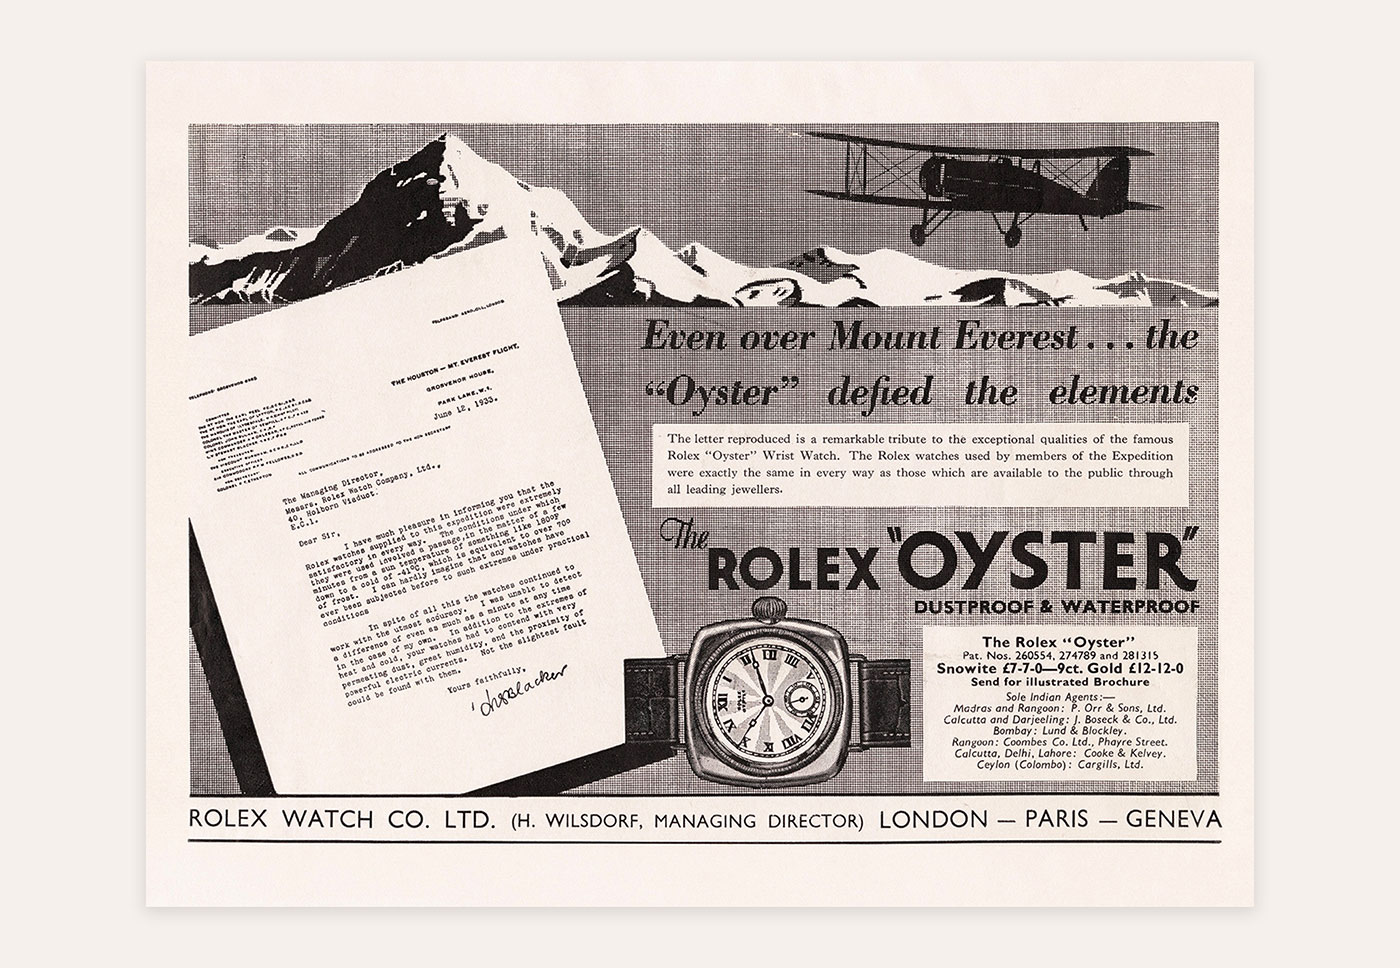 Even over Mount Everest... the
“Oyster” defied the elements
The letter reproduced is a remarkable tribute to the exceptional qualities of the famous
Rolex “Oyster” Wrist Watch. The Rolex watches used by members of the Expedition
were exactly the same in every way as those which are available to the public through
all leading jewellers.
THE HOUSTON — MT. EVEREST FLIGHT,
GROSVENOR HOUSE,
PARK LANE, W.1.
June 12, 1933.
ALL COMMUNICATIONS TO BE ADDRESSED TO THE HON SECRETARY
The Managing Director,
Messrs. Rolex Watch Company, Ltd.,
40, Holborn Viaduct.
E.C.1.
Dear Sir,
I have much pleasure in informing you that the
Rolex watches supplied to this expedition were extremely
satisfactory in every way. The conditions under which
they were used involved a passage, in the matter of a few
minutes from a sun temperature of something like 180°F
down to a cold of -41°C, which is equivalent to over 70°
of frost. I can hardly imagine that any watches have
ever been subjected before to such extremes under practical
conditions
In spite of all this the watches continued to
work with the utmost accuracy. I was unable to detect
a difference of even as much as a minute at any time
in the case of my own. In addition to the extremes of
heat and cold, your watches had to contend with very
permeating dust, great humidity, and the proximity of
powerful electric currents. Not the slightest fault
could be found with them.
Yours faithfully,
The ROLEX "OYSTER"
DUSTPROOF & WATERPROOF
The Rolex “Oyster”
Pat. Nos. 260554, 274789 and 281315
Snowite £7-7-0—9ct. Gold £12-12-0
Send for illustrated Brochure
Sole Indian Agents:—
Madras and Rangoon: P. Orr & Sons, Ltd.
Calcutta and Darjeeling: J. Boseck & Co., Ltd.
Bombay: Lund & Blockley.
Rangoon: Coombes Co. Ltd., Phayre Street.
Calcutta, Delhi, Lahore: Cooke & Kelvey.
Ceylon (Colombo): Cargills, Ltd.
ROLEX WATCH CO. LTD. (H. WILSDORF, MANAGING DIRECTOR) LONDON — PARIS — GENEVA